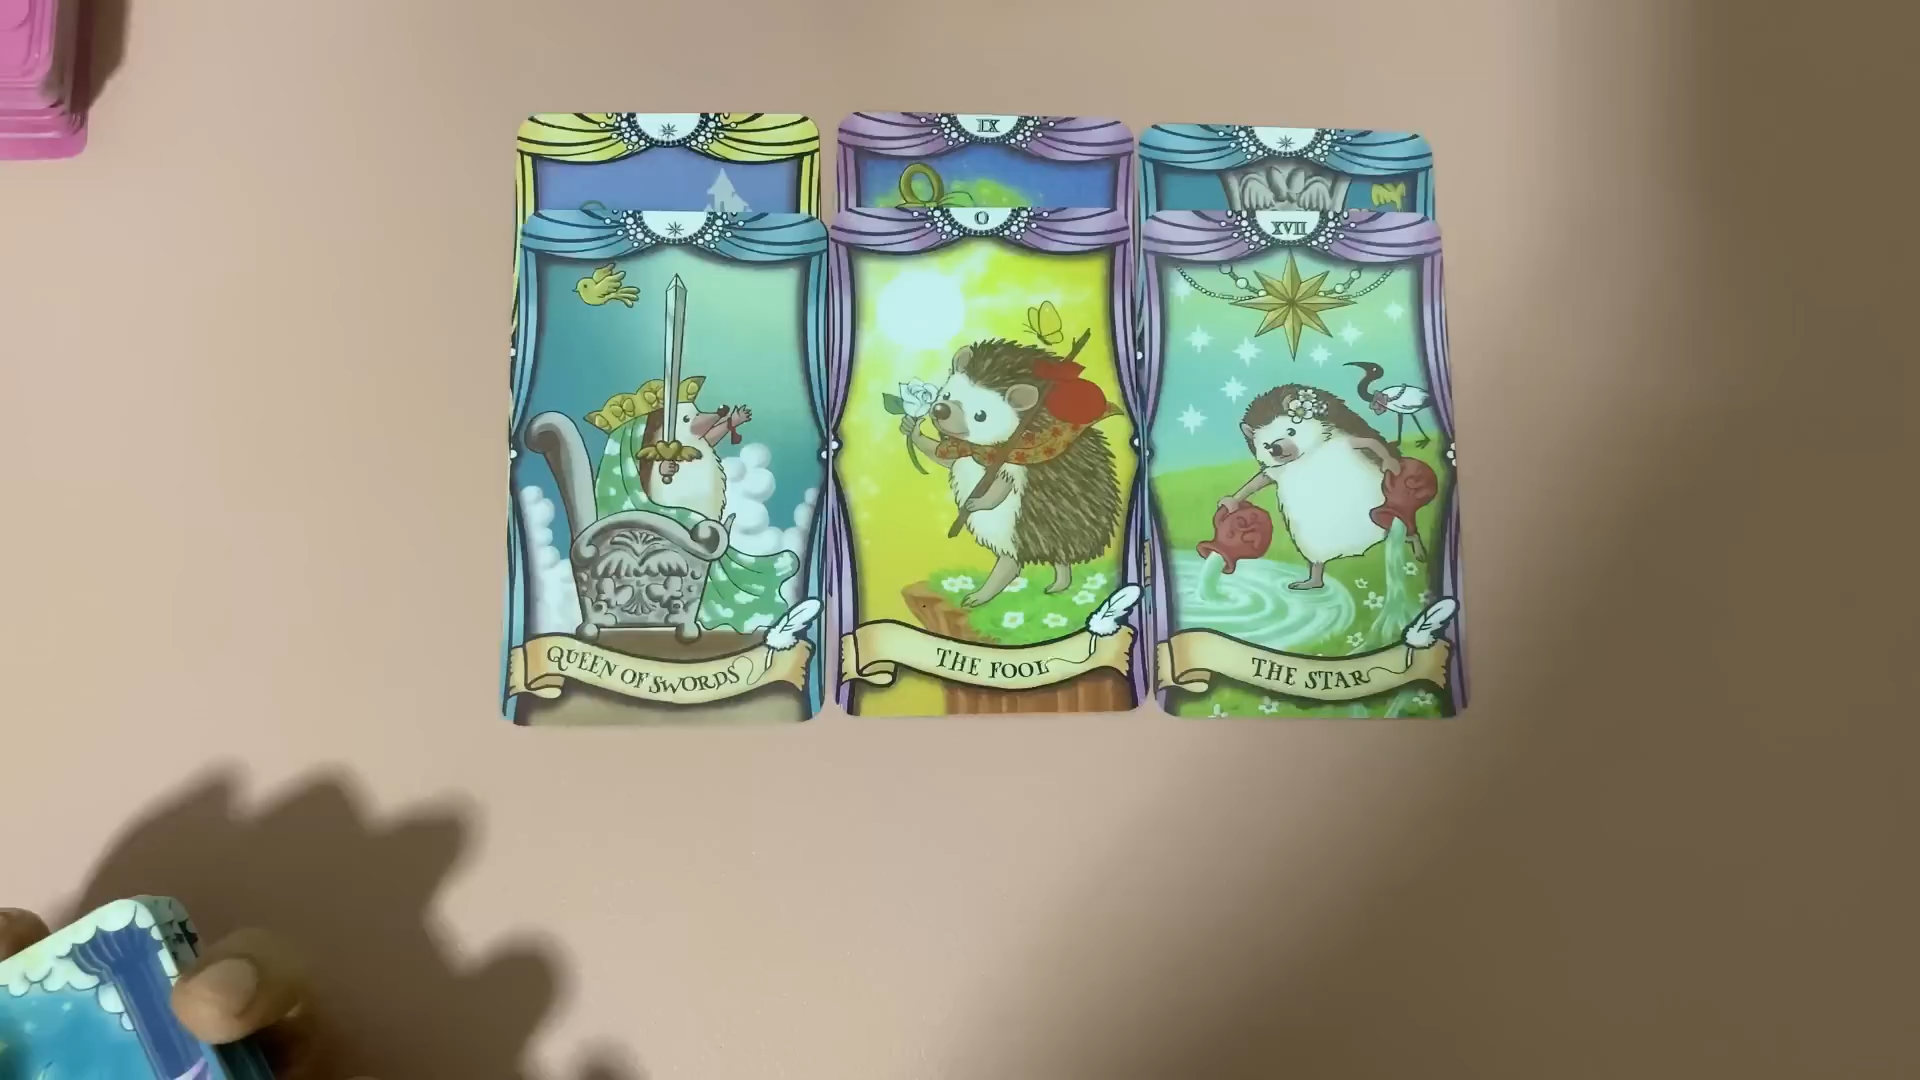 IX
O
XVII
QUEEN OF SWORDS
THE FOOL
THE STAR